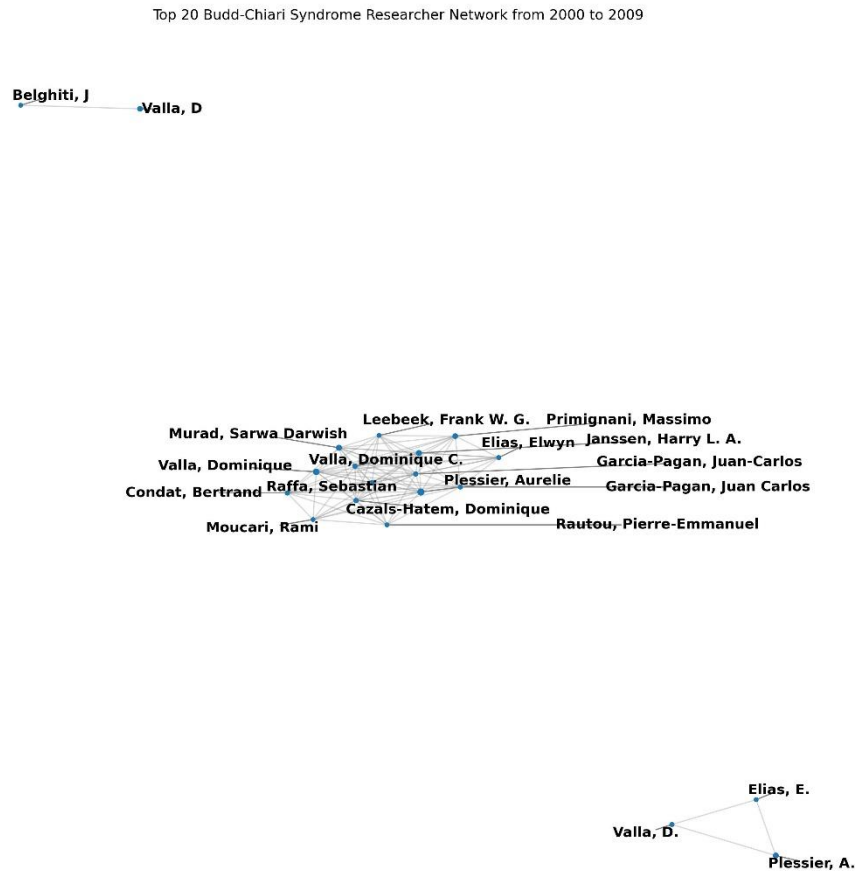 Top 20 Budd-Chiari Syndrome Researcher Network from 2000 to 2009
Belghiti, J
Valla, D
Leebeek, Frank W. G.
Primignani, Massimo
Murad, Sarwa Darwish
Elias, Elwyn
Janssen, Harry L. A.
Valla, Dominique C.
Garcia-Pagan, Juan-Carlos
Valla, Dominique
Plessier, Aurelie
Raffa, Sebastian
Garcia-Pagan, Juan Carlos
Condat, Bertrand
Cazals-Hatem, Dominique
Moucari, Rami
Rautou, Pierre-Emmanuel
Elias, E.
Valla, D.
Plessier, A.